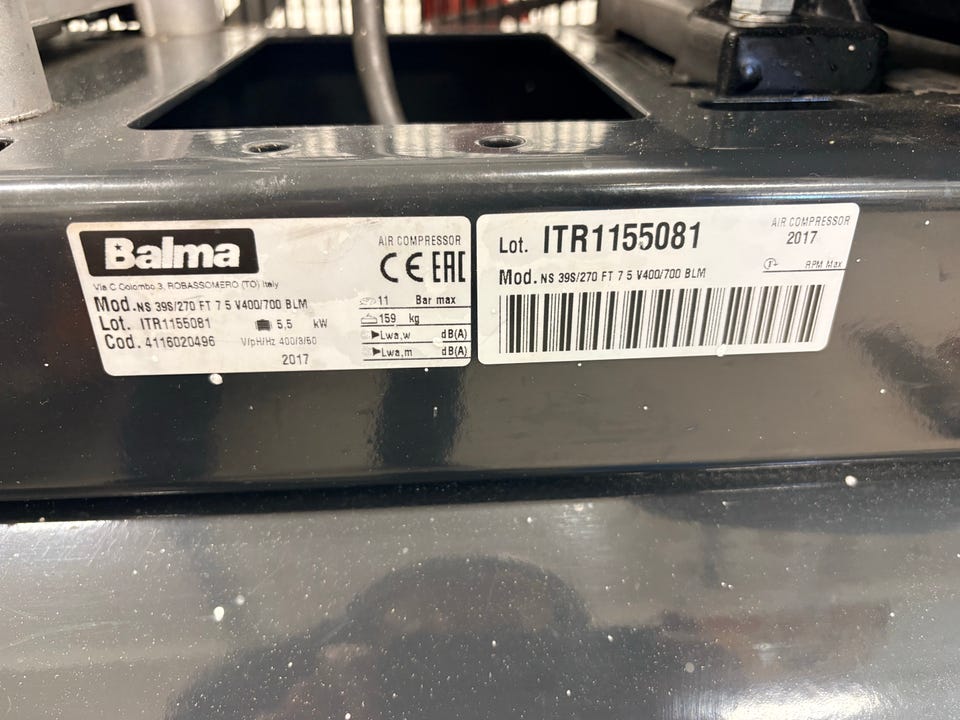 Balma
AIR COMPRESSOR
CE EAC
Via C.Colombo,3, ROBASSOMERO (TO) Italy
Mod. NS 39S/270 FT 7 5 V400/700 BLM
Lot. ITR1155081
Cod. 4116020496
5,5 kW
V/pH/Hz 400/3/50
2017
11 Bar max
159 kg
Lwa,w dB(A)
Lwa,m dB(A)
Lot. ITR1155081
AIR COMPRESSOR
2017
Mod. NS 39S/270 FT 7 5 V400/700 BLM
RPM Max